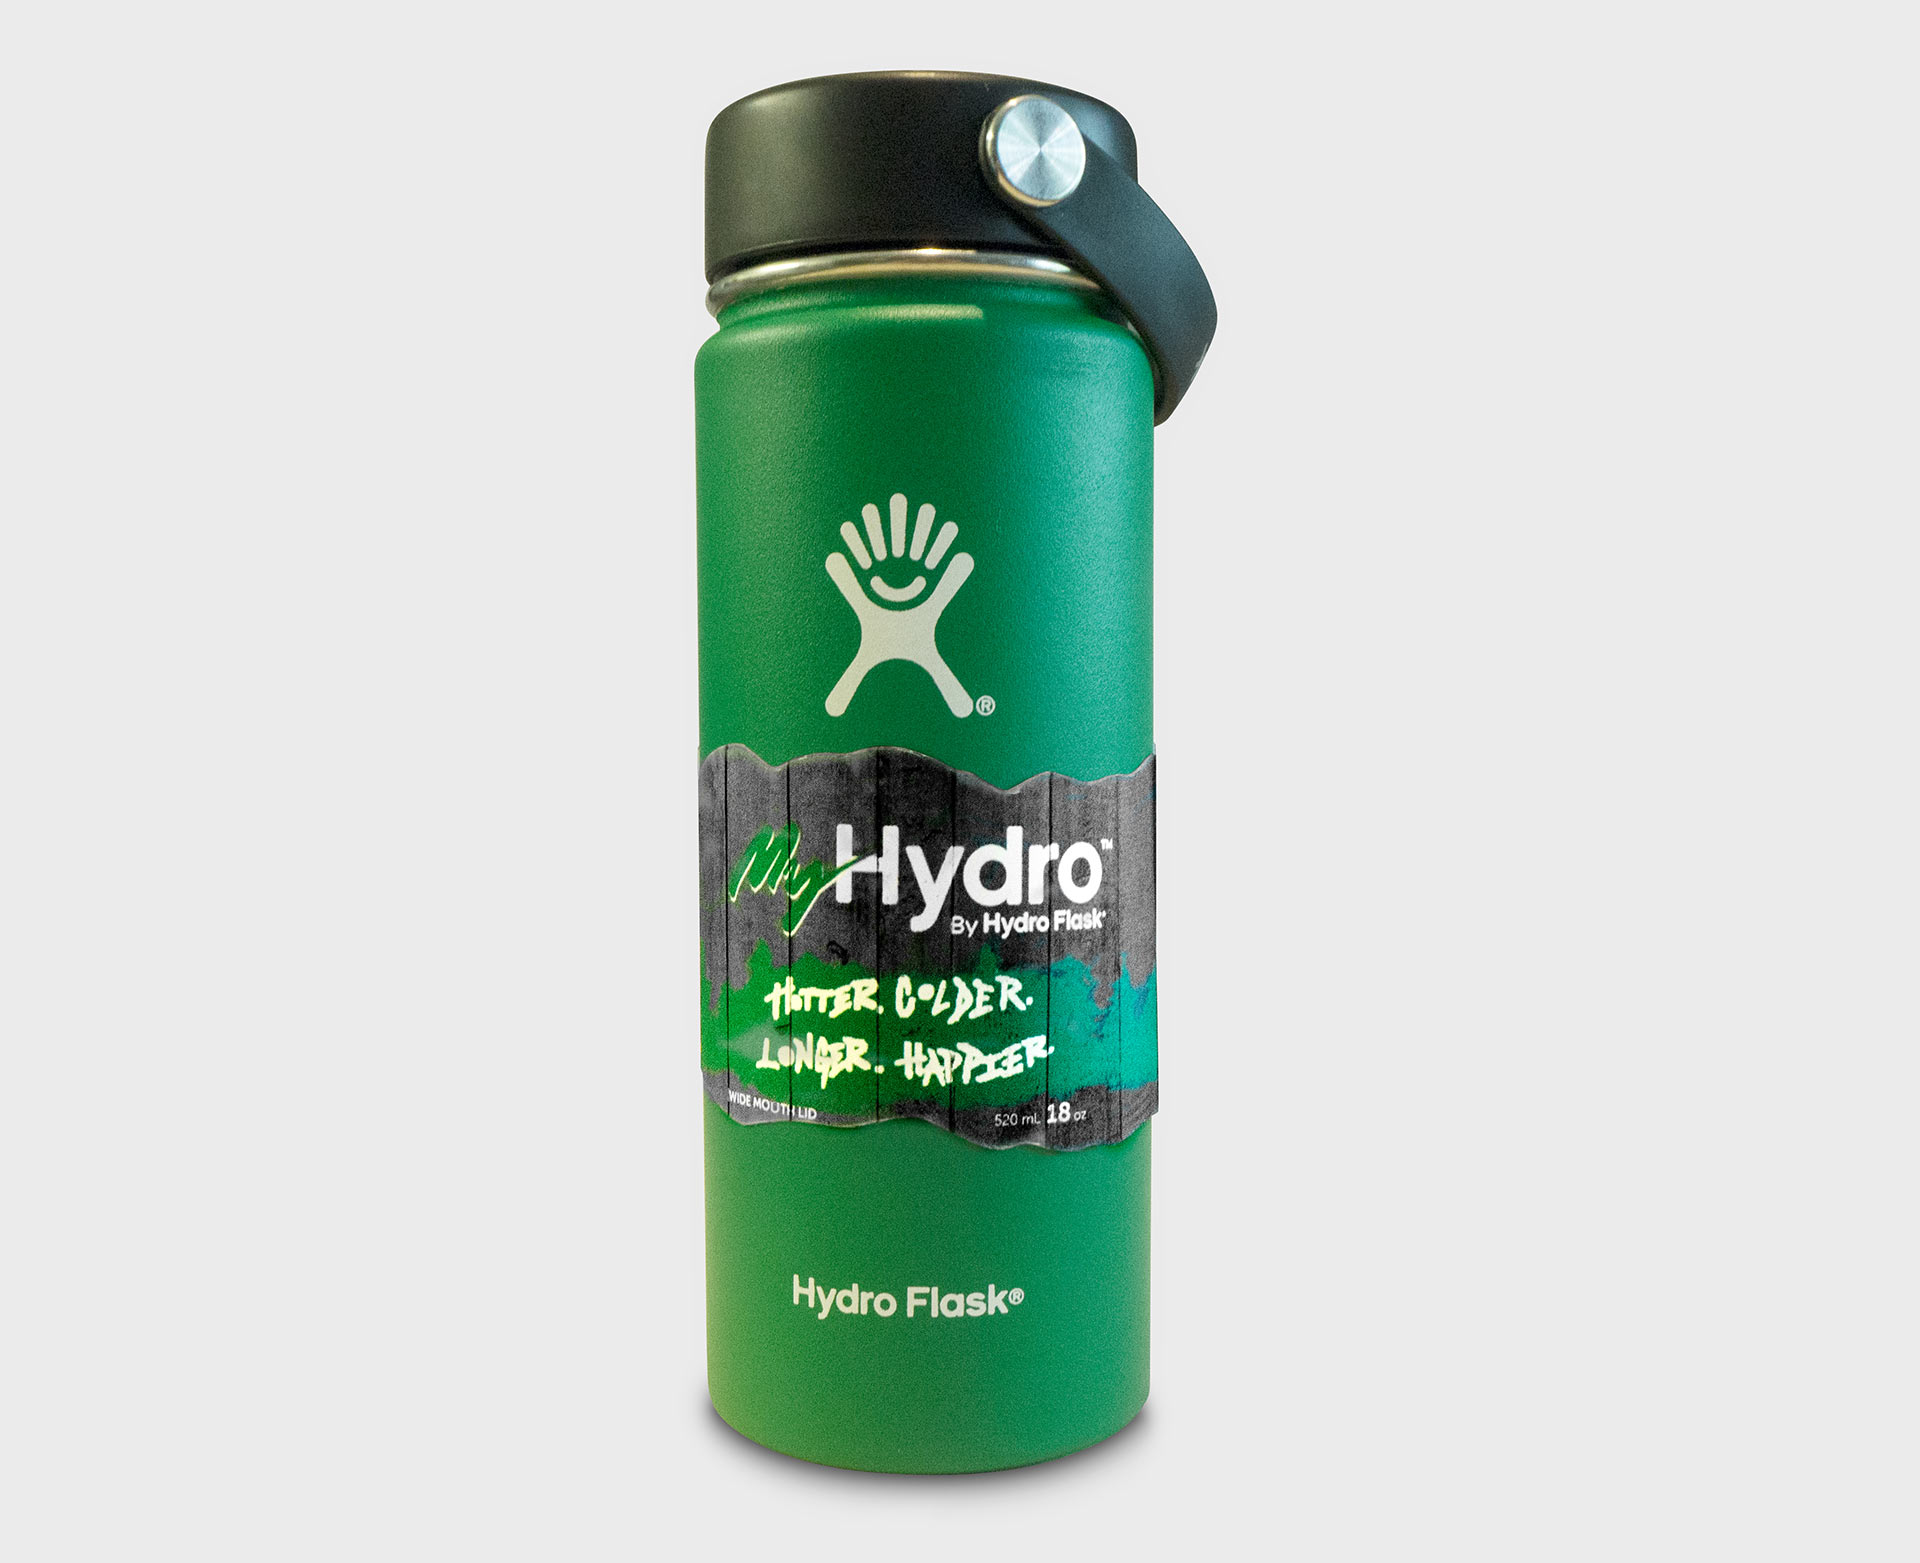 ®
My Hydro™
By Hydro Flask®
HOTTER. COLDER.
LONGER. HAPPIER.
WIDE MOUTH LID
520 mL 18 oz
Hydro Flask®